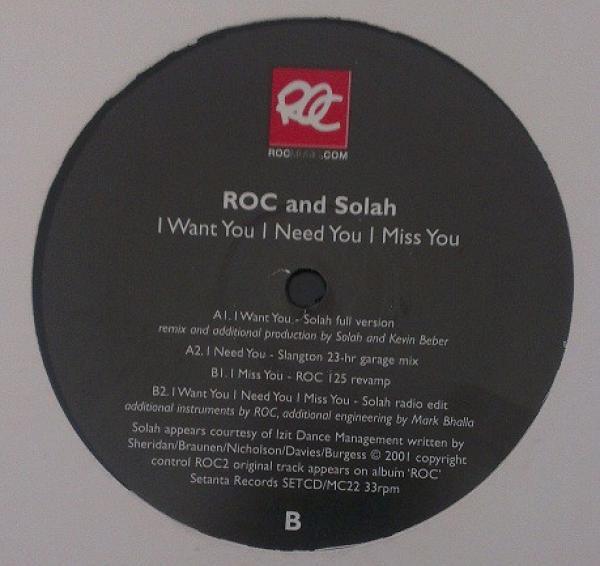 ROC
ROC .COM
ROC and Solah
I Want You I Need You I Miss You
A1. I Want You - Solah full version
remix and additional production by Solah and Kevin Beber
A2. I Need You - Slangton 23-hr garage mix
B1. I Miss You - ROC 125 revamp
B2. I Want You I Need You I Miss You - Solah radio edit
additional instruments by ROC, additional engineering by Mark Bhalla
Solah appears courtesy of Izit Dance Management written by
Sheridan/Braunen/Nicholson/Davies/Burgess © 2001 copyright
control ROC2 original track appears on album 'ROC'
Setanta Records SETCD/MC22 33rpm
B